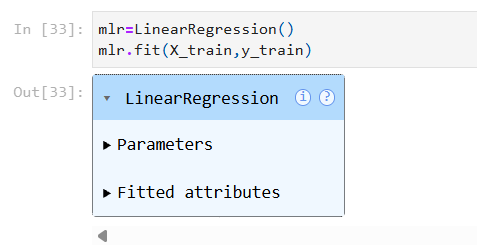 In [33]: mlr=LinearRegression()
mlr.fit(X_train,y_train)
Out[33]: ▾ LinearRegression i ?
▸ Parameters
▸ Fitted attributes